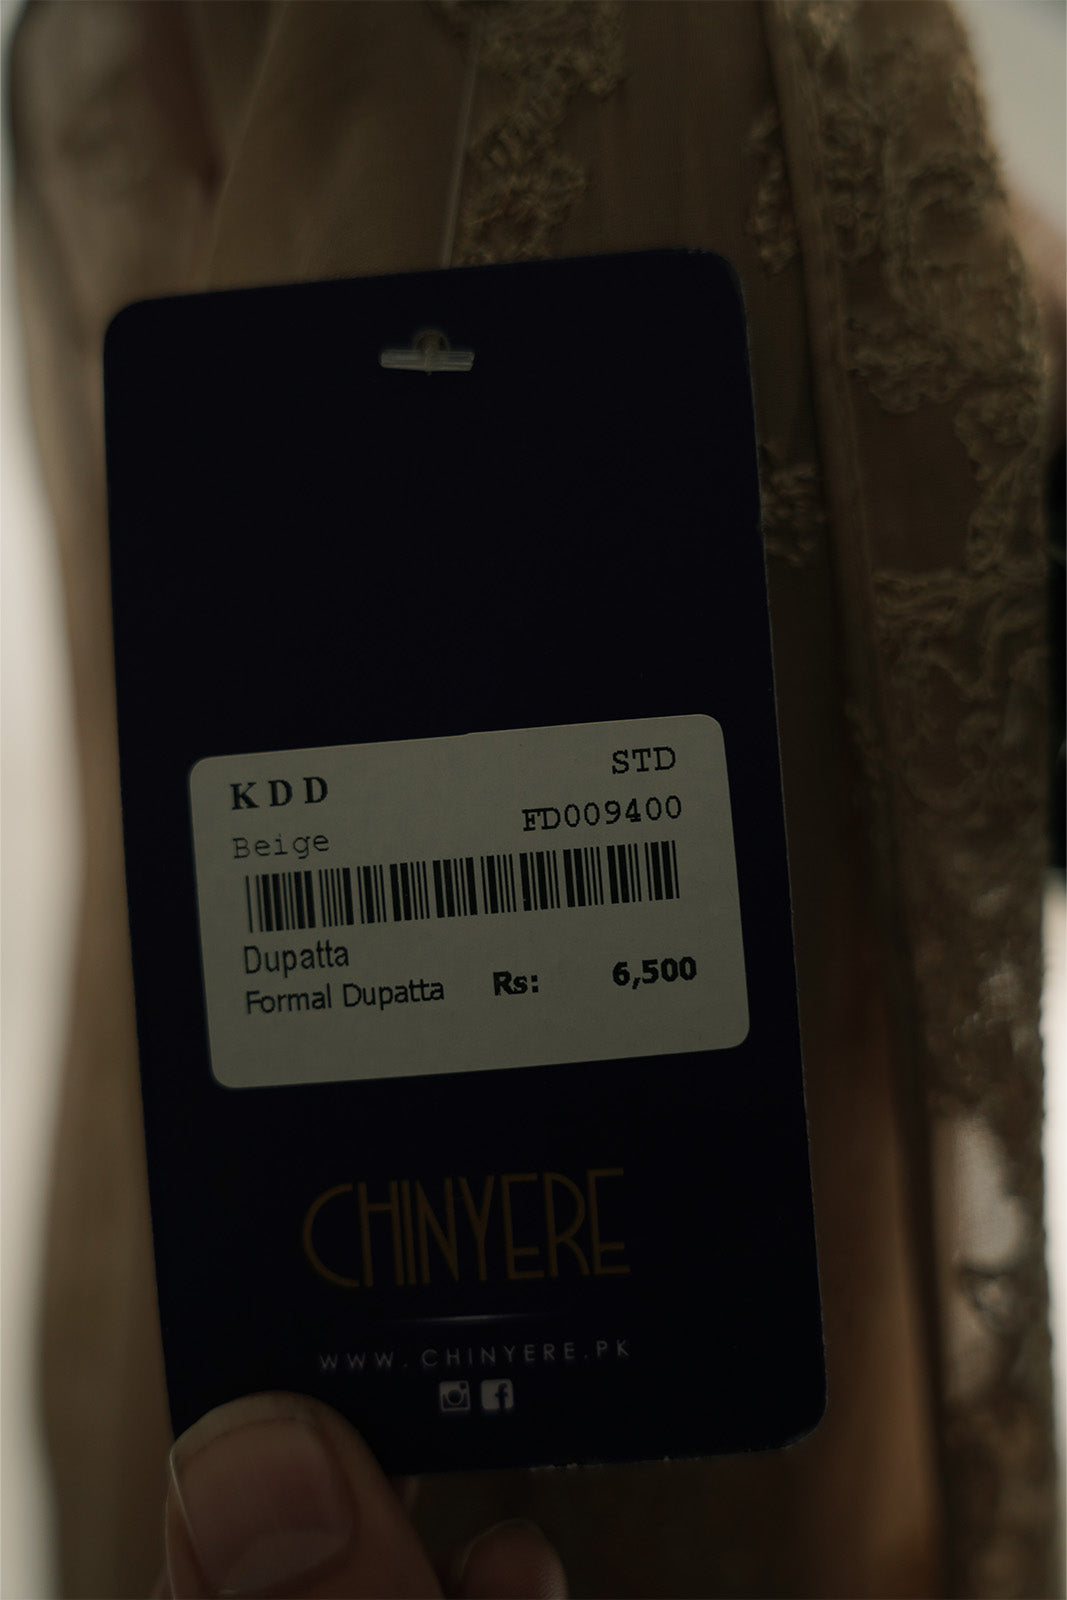 KDD STD
Beige FD009400
Dupatta
Formal Dupatta Rs: 6,500
CHINYERE
WWW.CHINYERE.PK